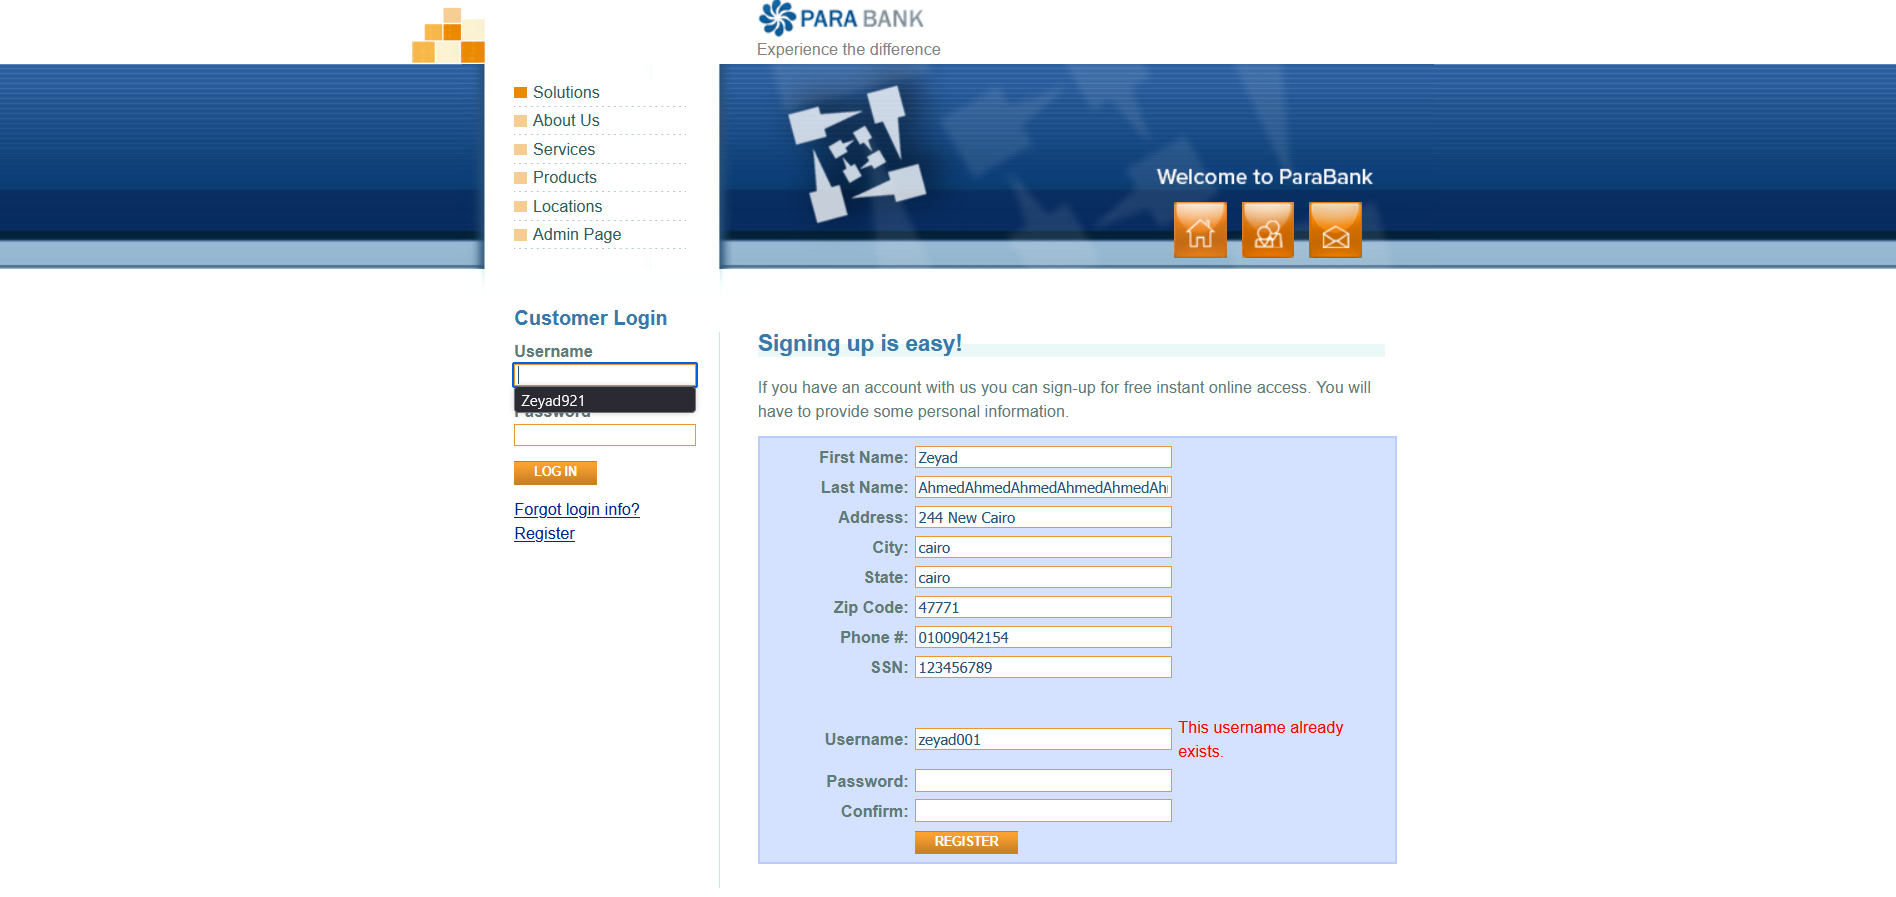 PARA BANK
Experience the difference
Solutions
About Us
Services
Products
Locations
Admin Page
Welcome to ParaBank
Customer Login
Username
Zeyad921
Password
LOG IN
Forgot login info?
Register
Signing up is easy!
If you have an account with us you can sign-up for free instant online access. You will
have to provide some personal information.
First Name: Zeyad
Last Name: AhmedAhmedAhmedAhmedAhmedAh
Address: 244 New Cairo
City: cairo
State: cairo
Zip Code: 47771
Phone #: 01009042154
SSN: 123456789
Username: zeyad001 This username already
exists.
Password:
Confirm:
REGISTER